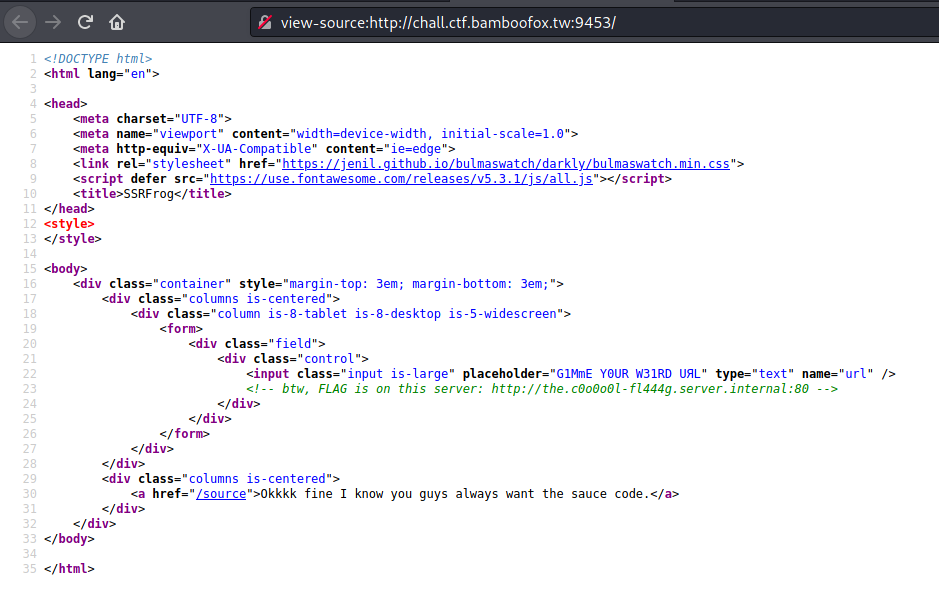 view-source:http://chall.ctf.bamboofox.tw:9453/
1 <!DOCTYPE html>
2 <html lang="en">
3
4 <head>
5     <meta charset="UTF-8">
6     <meta name="viewport" content="width=device-width, initial-scale=1.0">
7     <meta http-equiv="X-UA-Compatible" content="ie=edge">
8     <link rel="stylesheet" href="https://jenil.github.io/bulmaswatch/darkly/bulmaswatch.min.css">
9     <script defer src="https://use.fontawesome.com/releases/v5.3.1/js/all.js"></script>
10     <title>SSRFrog</title>
11 </head>
12 <style>
13 </style>
14
15 <body>
16     <div class="container" style="margin-top: 3em; margin-bottom: 3em;">
17         <div class="columns is-centered">
18             <div class="column is-8-tablet is-8-desktop is-5-widescreen">
19                 <form>
20                     <div class="field">
21                         <div class="control">
22                             <input class="input is-large" placeholder="G1MmE Y0UR W31RD UЯL" type="text" name="url" />
23                             <!-- btw, FLAG is on this server: http://the.c0o0o0l-fl444g.server.internal:80 -->
24                         </div>
25                     </div>
26                 </form>
27             </div>
28         </div>
29         <div class="columns is-centered">
30             <a href="/source">Okkkk fine I know you guys always want the sauce code.</a>
31         </div>
32     </div>
33 </body>
34
35 </html>